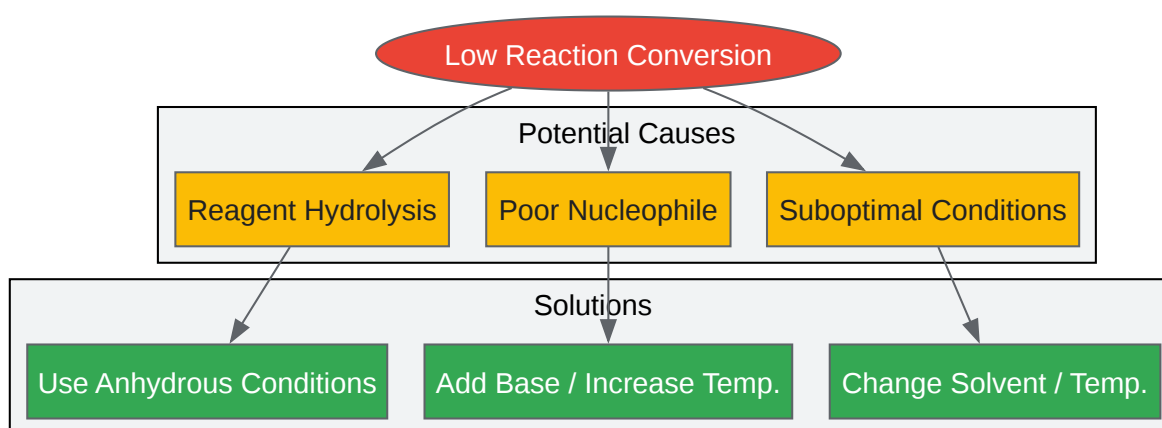 Low Reaction Conversion
Potential Causes
Reagent Hydrolysis
Poor Nucleophile
Suboptimal Conditions
Solutions
Use Anhydrous Conditions
Add Base / Increase Temp.
Change Solvent / Temp.